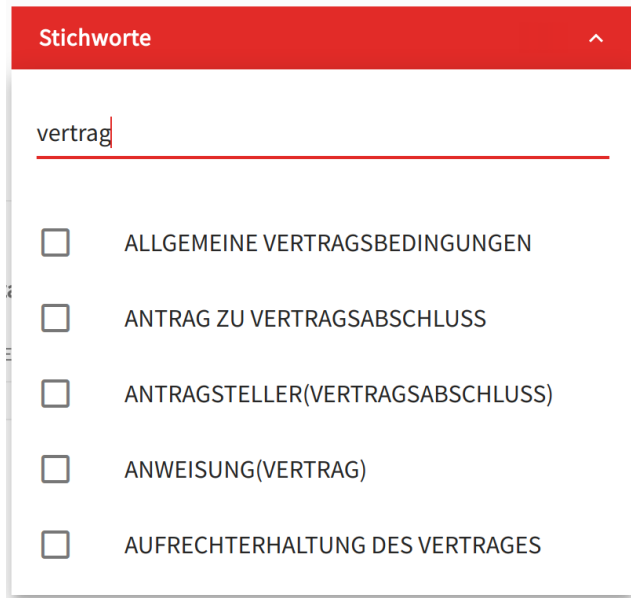 Stichworte
vertrag
ALLGEMEINE VERTRAGSBEDINGUNGEN
ANTRAG ZU VERTRAGSABSCHLUSS
ANTRAGSTELLER(VERTRAGSABSCHLUSS)
ANWEISUNG(VERTRAG)
AUFRECHTERHALTUNG DES VERTRAGES